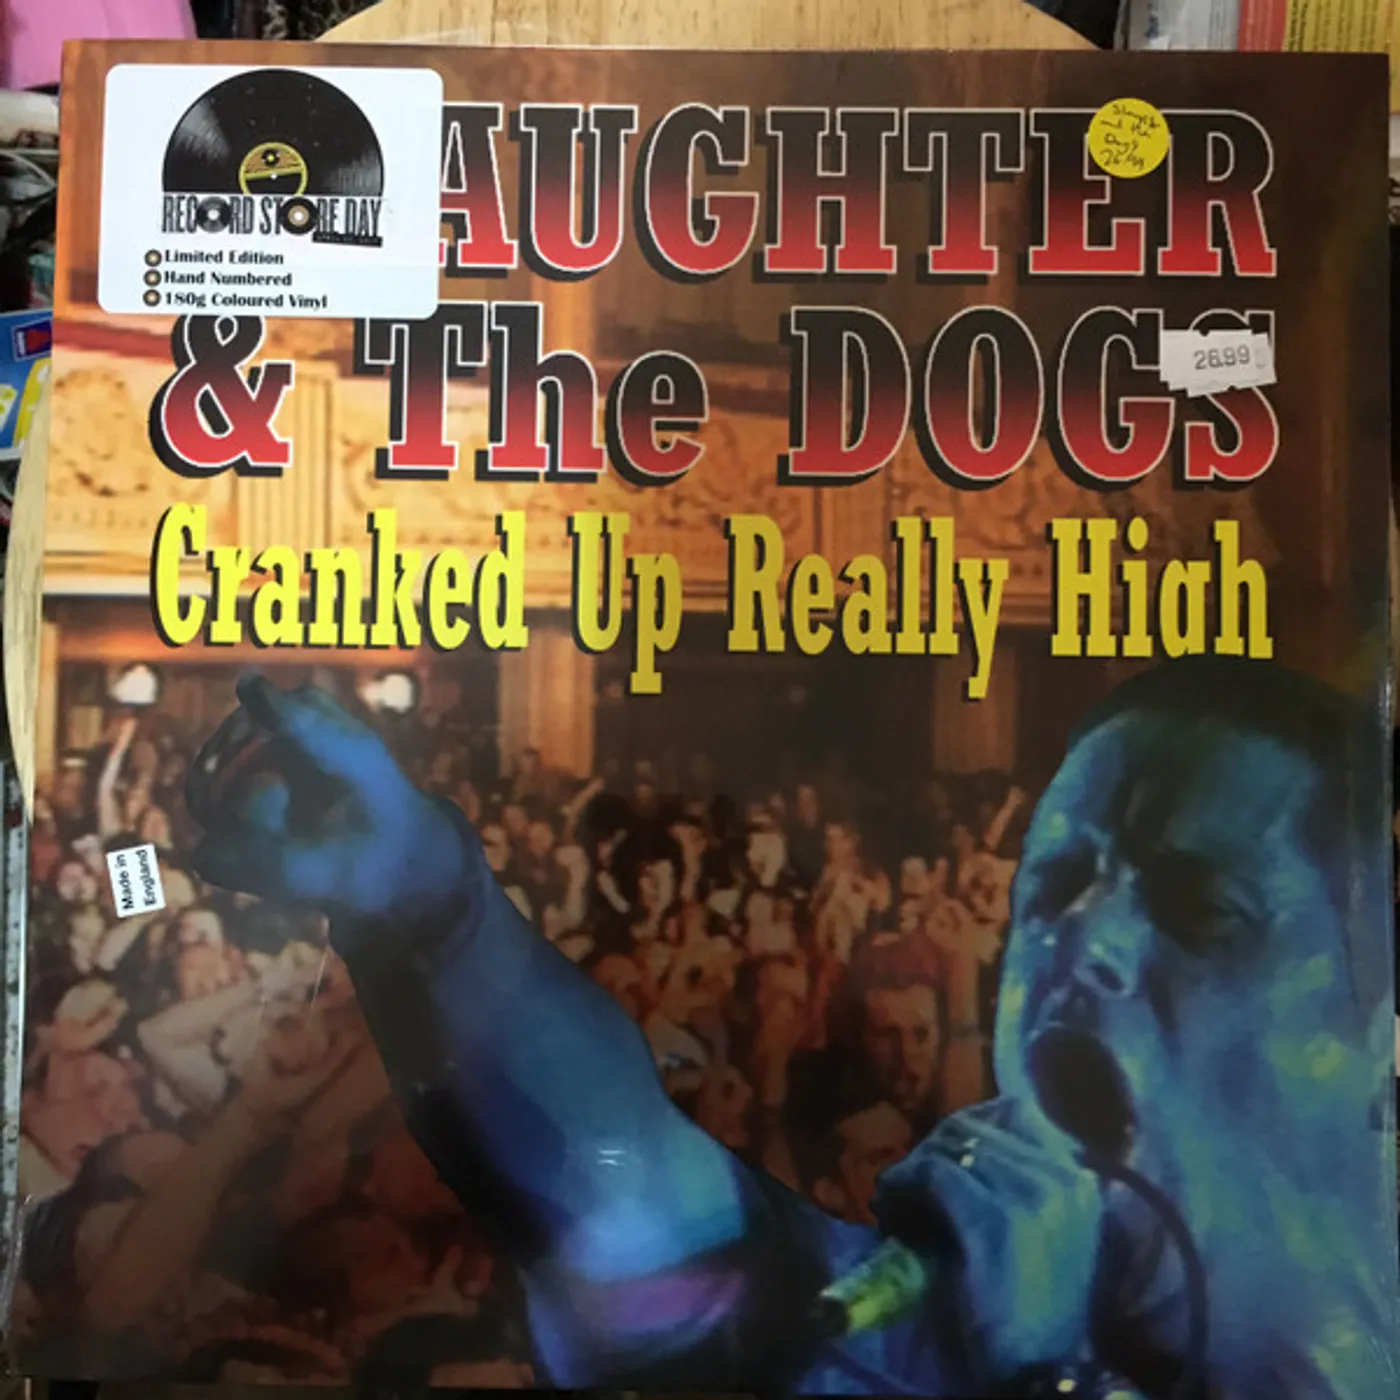 RECORD STORE DAY
Limited Edition
Hand Numbered
180g Coloured Vinyl
AUGHTER
& The DOGS
26.99
Cranked Up Really High
Made in
England